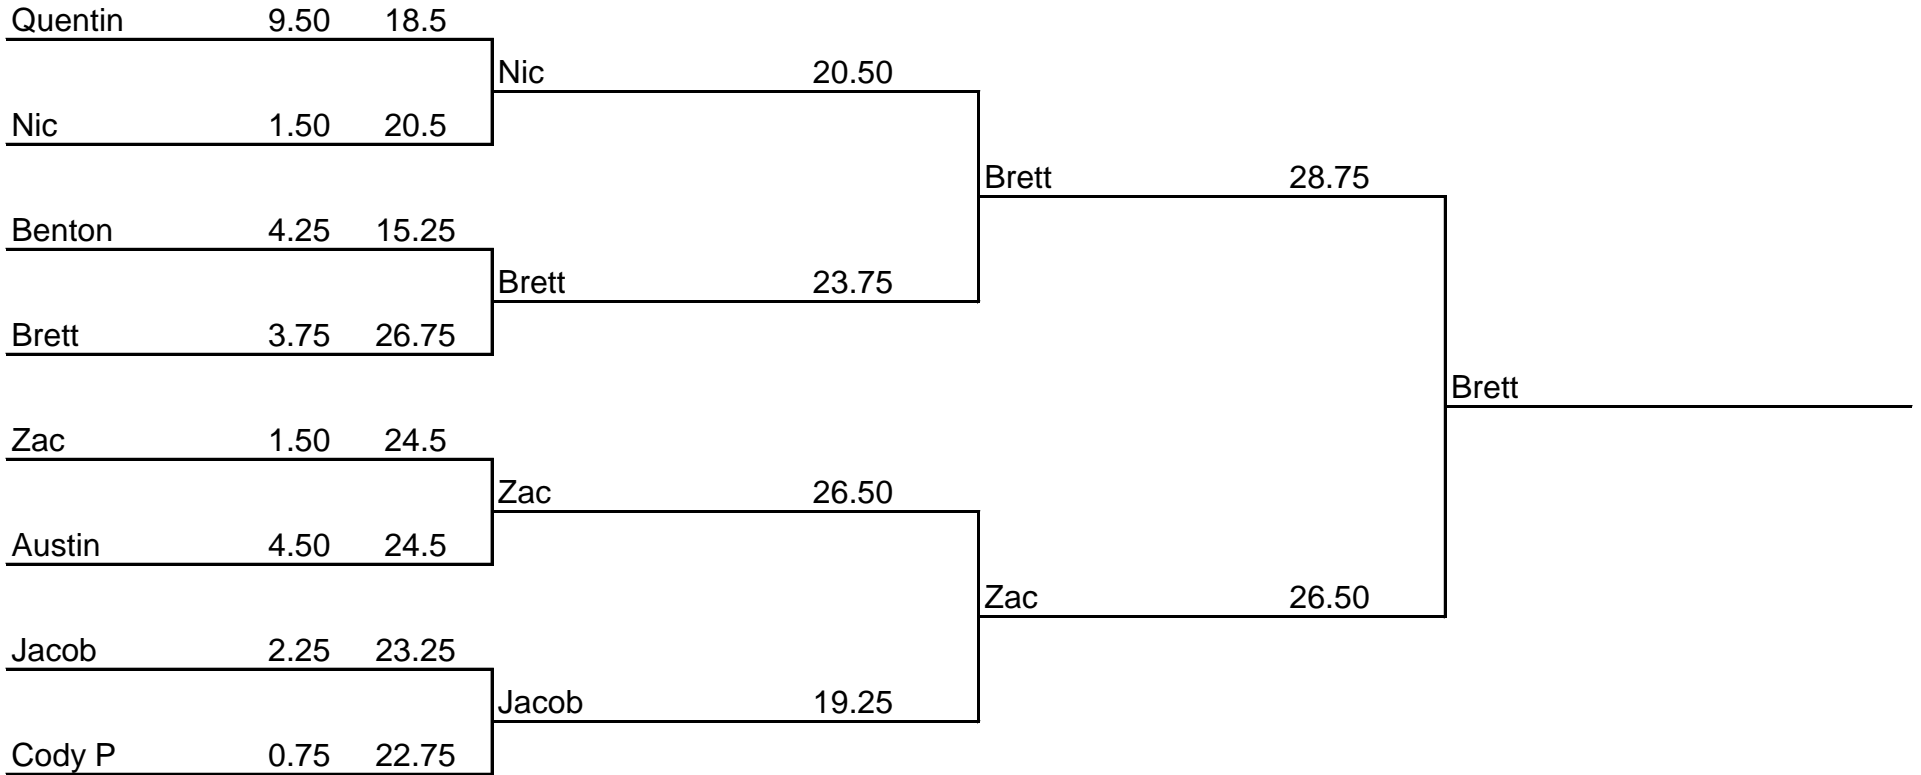 Quentin 9.50 18.5
Nic 20.50
Nic 1.50 20.5
Brett 28.75
Benton 4.25 15.25
Brett 23.75
Brett 3.75 26.75
Brett
Zac 1.50 24.5
Zac 26.50
Austin 4.50 24.5
Zac 26.50
Jacob 2.25 23.25
Jacob 19.25
Cody P 0.75 22.75